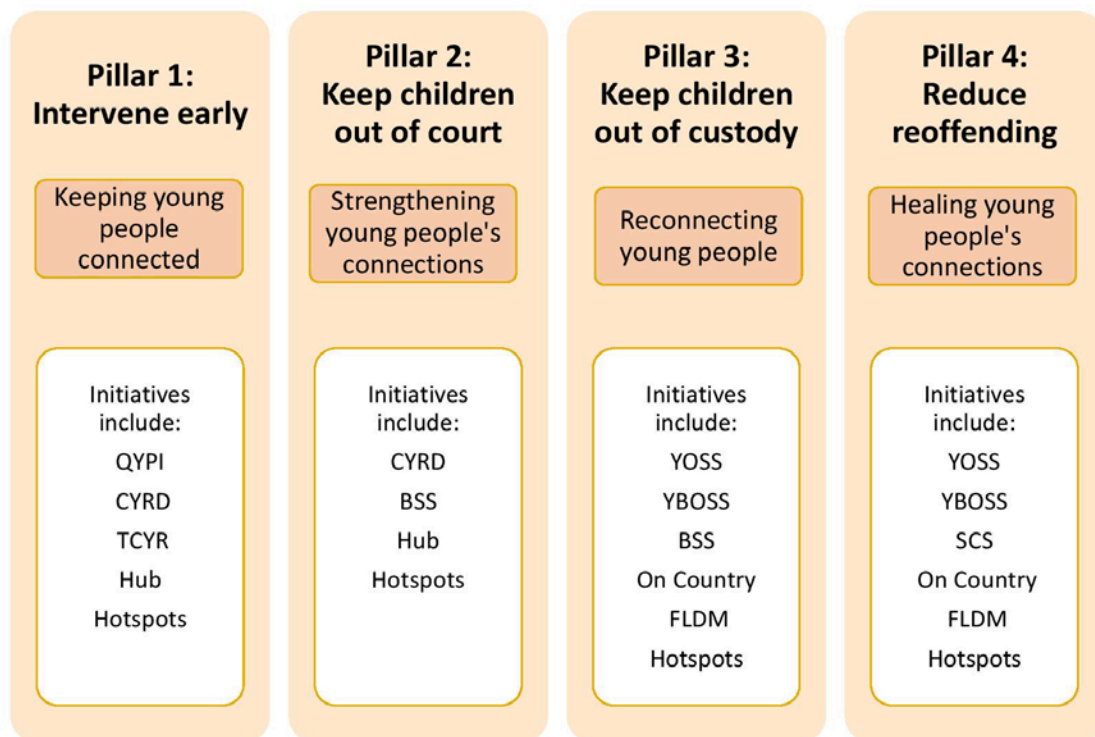 Pillar 1:
Intervene early
Keeping young
people
connected
Initiatives
include:
QYPI
CYRD
TCYR
Hub
Hotspots
Pillar 2:
Keep children
out of court
Strengthening
young people's
connections
Initiatives
include:
CYRD
BSS
Hub
Hotspots
Pillar 3:
Keep children
out of custody
Reconnecting
young people
Initiatives
include:
YOSS
YBOSS
BSS
On Country
FLDM
Hotspots
Pillar 4:
Reduce
reoffending
Healing young
people's
connections
Initiatives
include:
YOSS
YBOSS
SCS
On Country
FLDM
Hotspots